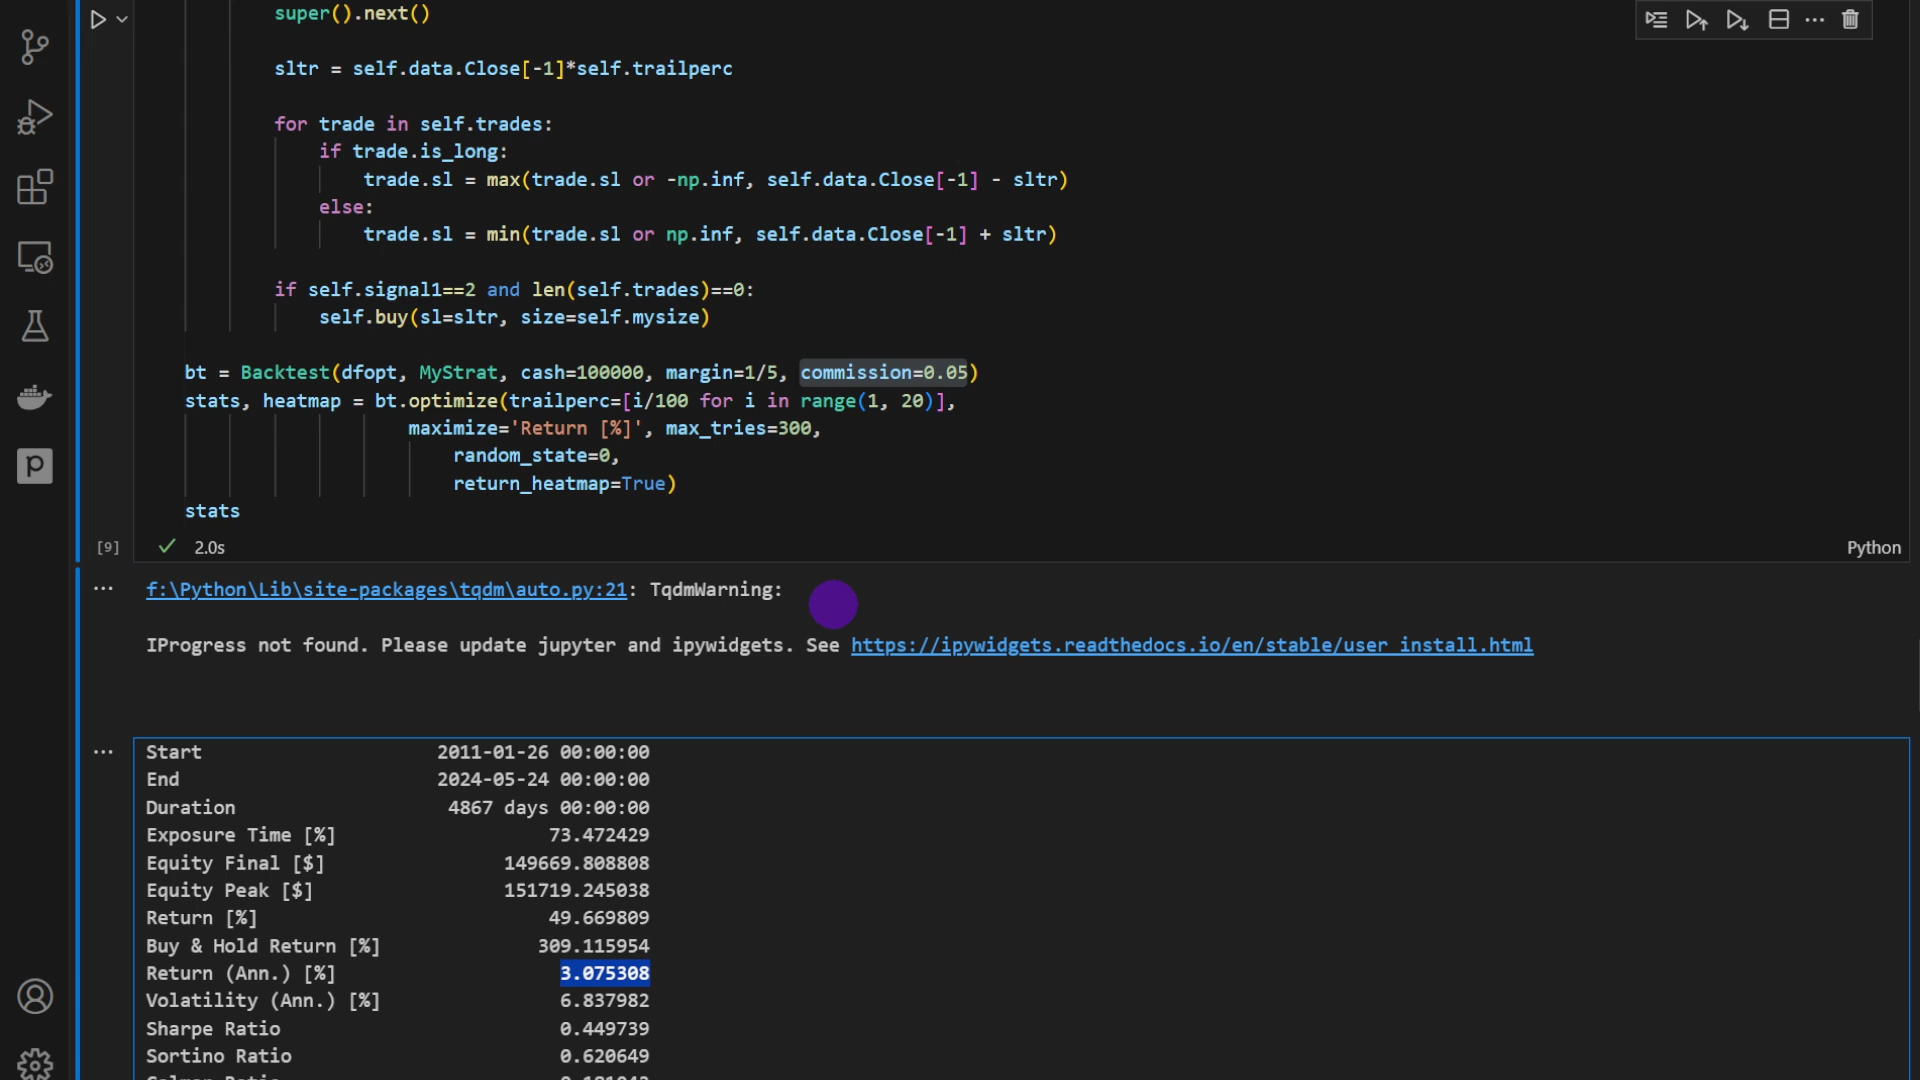 super().next()
sltr = self.data.Close[-1]*self.trailperc
for trade in self.trades:
if trade.is_long:
trade.sl = max(trade.sl or -np.inf, self.data.Close[-1] - sltr)
else:
trade.sl = min(trade.sl or np.inf, self.data.Close[-1] + sltr)
if self.signal1==2 and len(self.trades)==0:
self.buy(sl=sltr, size=self.mysize)
bt = Backtest(dfopt, MyStrat, cash=100000, margin=1/5, commission=0.05)
stats, heatmap = bt.optimize(trailperc=[i/100 for i in range(1, 20)],
maximize='Return [%]', max_tries=300,
random_state=0,
return_heatmap=True)
stats
[9] 2.0s Python
f:\Python\Lib\site-packages\tqdm\auto.py:21: TqdmWarning:
IProgress not found. Please update jupyter and ipywidgets. See https://ipywidgets.readthedocs.io/en/stable/user_install.html
Start 2011-01-26 00:00:00
End 2024-05-24 00:00:00
Duration 4867 days 00:00:00
Exposure Time [%] 73.472429
Equity Final [$] 149669.808808
Equity Peak [$] 151719.245038
Return [%] 49.669809
Buy & Hold Return [%] 309.115954
Return (Ann.) [%] 3.075308
Volatility (Ann.) [%] 6.837982
Sharpe Ratio 0.449739
Sortino Ratio 0.620649